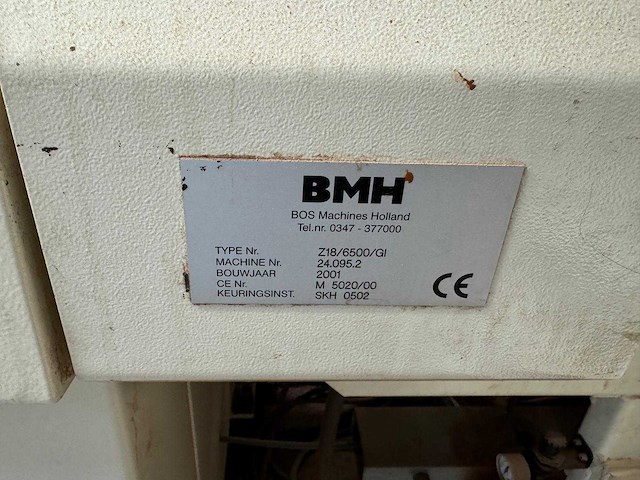 BMH
BOS Machines Holland
Tel.nr. 0347 - 377000
TYPE Nr. Z18/6500/GI
MACHINE Nr. 24.095.2
BOUWJAAR 2001
CE Nr. M 5020/00
KEURINGSINST. SKH 0502
CE